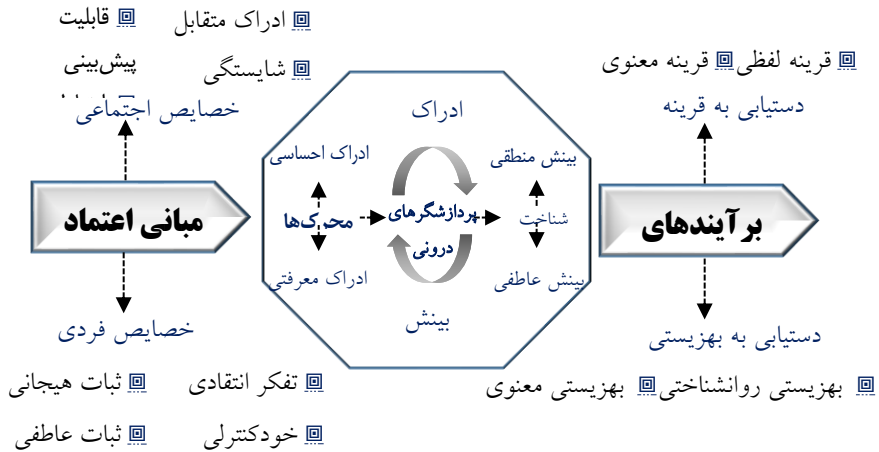 ادراک متقابل
قابلیت
پیش‌بینی
شایستگی
خصایص اجتماعی
مبانی اعتماد
خصایص فردی
تفکر انتقادی
ثبات هیجانی
خودکنترلی
ثبات عاطفی
ادراک
ادراک احساسی
محرک‌ها
ادراک معرفتی
پردازشگرهای
درونی
بینش منطقی
شناخت
بینش عاطفی
بینش
قرینه لفظی
قرینه معنوی
دستیابی به قرینه
برآیندهای
دستیابی به بهزیستی
بهزیستی روانشناختی
بهزیستی معنوی